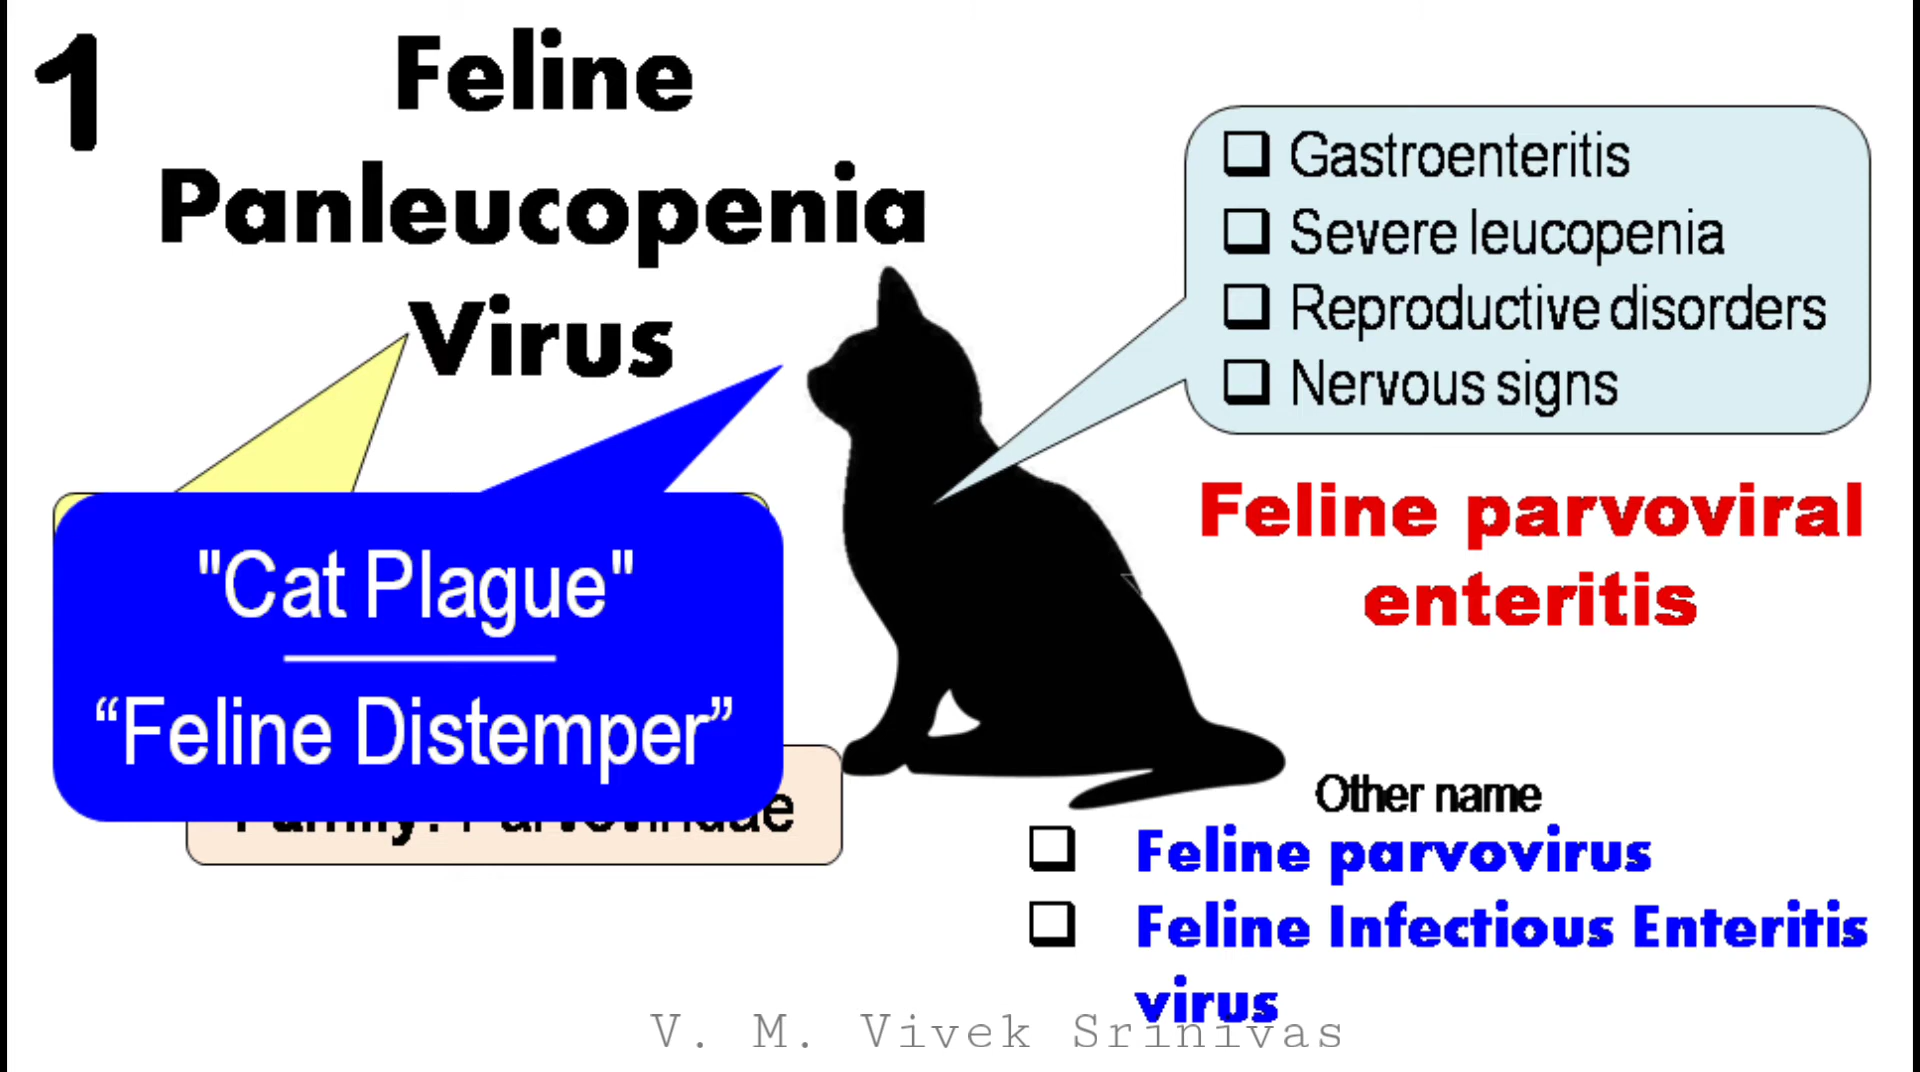 1
Feline
Panleucopenia
Virus
Gastroenteritis
Severe leucopenia
Reproductive disorders
Nervous signs
"Cat Plague"
“Feline Distemper”
Feline parvoviral
enteritis
Other name
Feline parvovirus
Feline Infectious Enteritis
virus
V. M. Vivek Srinivas